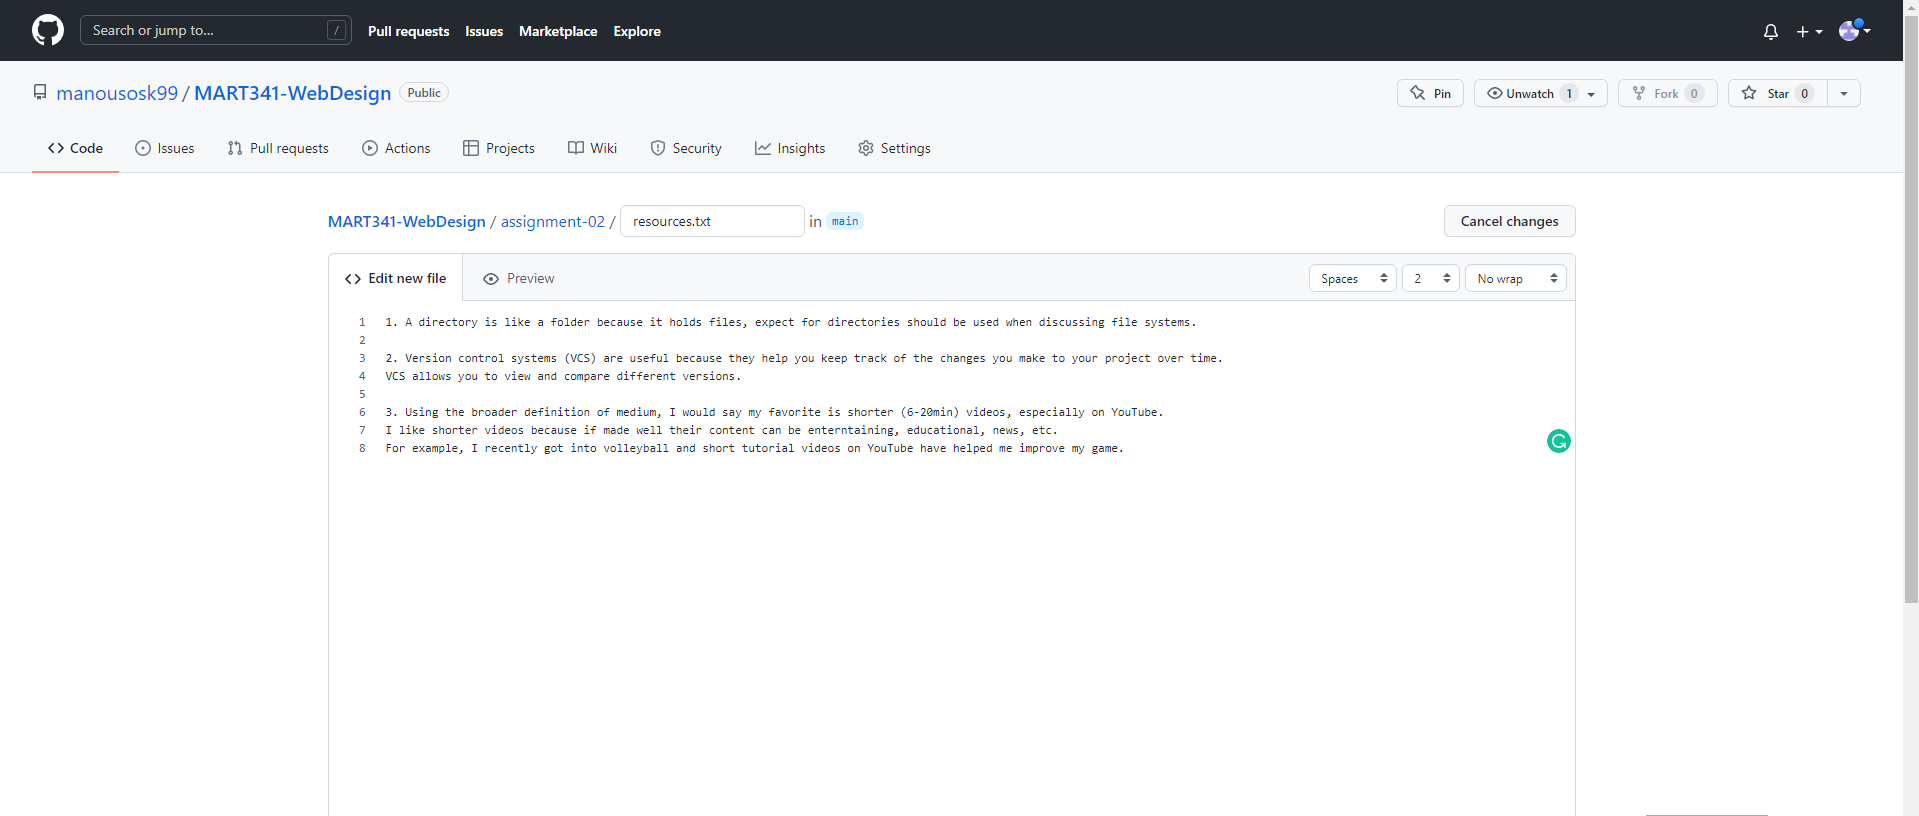 Search or jump to... /
Pull requests Issues Marketplace Explore
manousosk99 / MART341-WebDesign Public
Pin
Unwatch 1
Fork 0
Star 0
Code Issues Pull requests Actions Projects Wiki Security Insights Settings
MART341-WebDesign / assignment-02 / resources.txt in main
Cancel changes
Edit new file Preview
Spaces 2 No wrap
1 1. A directory is like a folder because it holds files, expect for directories should be used when discussing file systems.
2
3 2. Version control systems (VCS) are useful because they help you keep track of the changes you make to your project over time.
4 VCS allows you to view and compare different versions.
5
6 3. Using the broader definition of medium, I would say my favorite is shorter (6-20min) videos, especially on YouTube.
7 I like shorter videos because if made well their content can be enterntaining, educational, news, etc.
8 For example, I recently got into volleyball and short tutorial videos on YouTube have helped me improve my game.